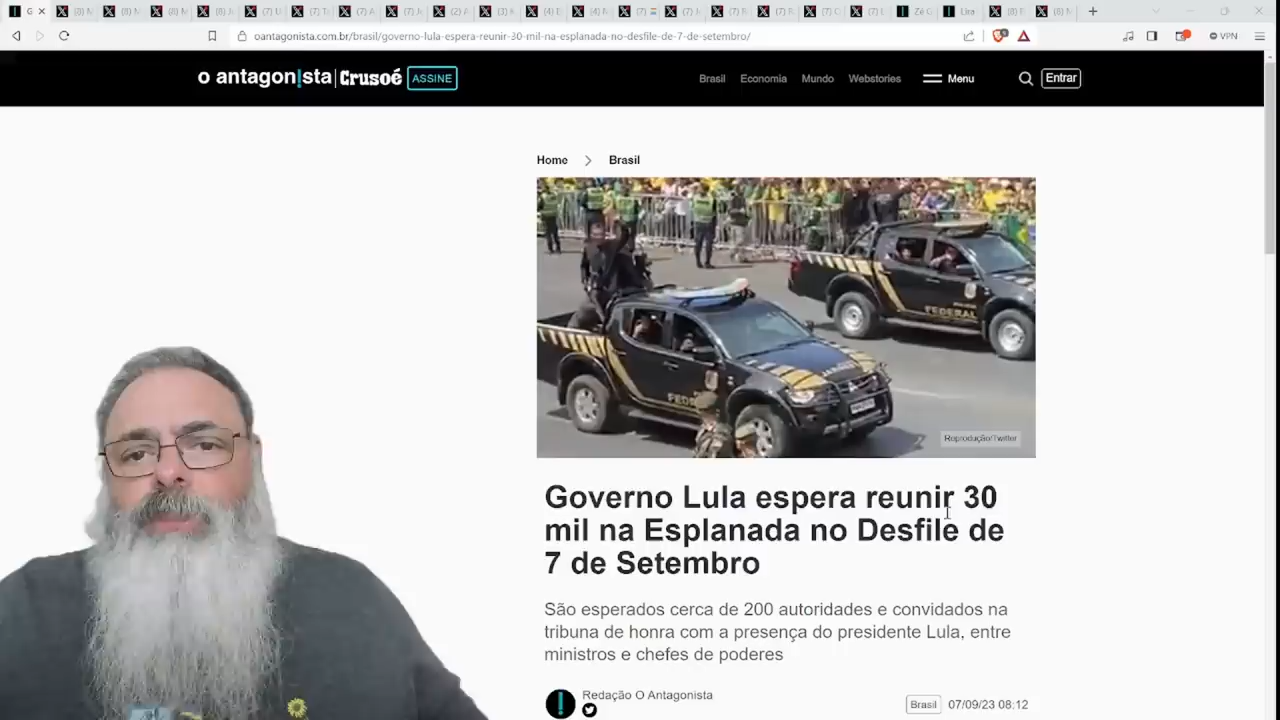 oantagonista.com.br/brasil/governo-lula-espera-reunir-30-mil-na-esplanada-no-desfile-de-7-de-setembro/
VPN
o antagon!sta|Crusoé
ASSINE
Brasil
Economia
Mundo
Webstories
Menu
Entrar
Home
Brasil
FEDERAL
Reprodução/Twitter
Governo Lula espera reunir 30
mil na Esplanada no Desfile de
7 de Setembro
São esperados cerca de 200 autoridades e convidados na
tribuna de honra com a presença do presidente Lula, entre
ministros e chefes de poderes
Redação O Antagonista
Brasil
07/09/23 08:12